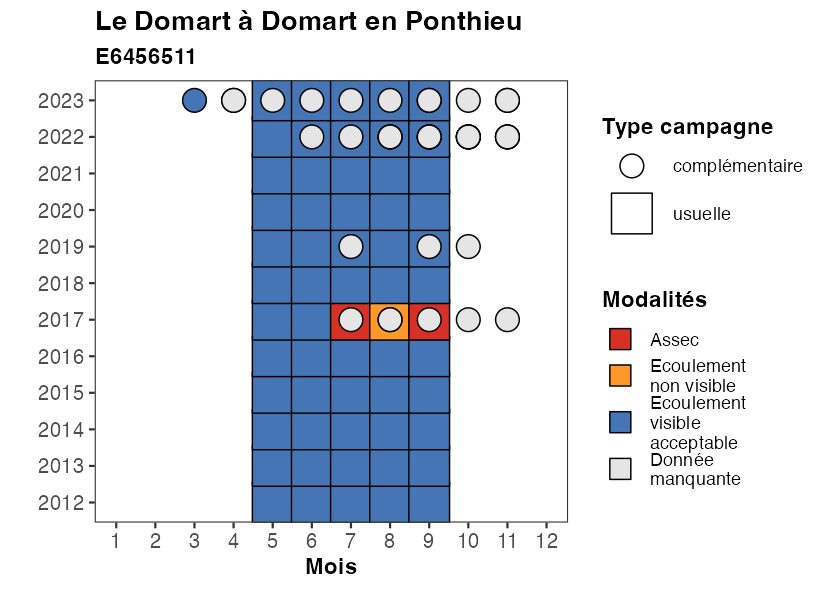 Le Domart à Domart en Ponthieu
E6456511
2023
2022
2021
2020
2019
2018
2017
2016
2015
2014
2013
2012
1 2 3 4 5 6 7 8 9 10 11 12
Mois
Type campagne
complémentaire
usuelle
Modalités
Assec
Ecoulement
non visible
Ecoulement
visible
acceptable
Donnée
manquante